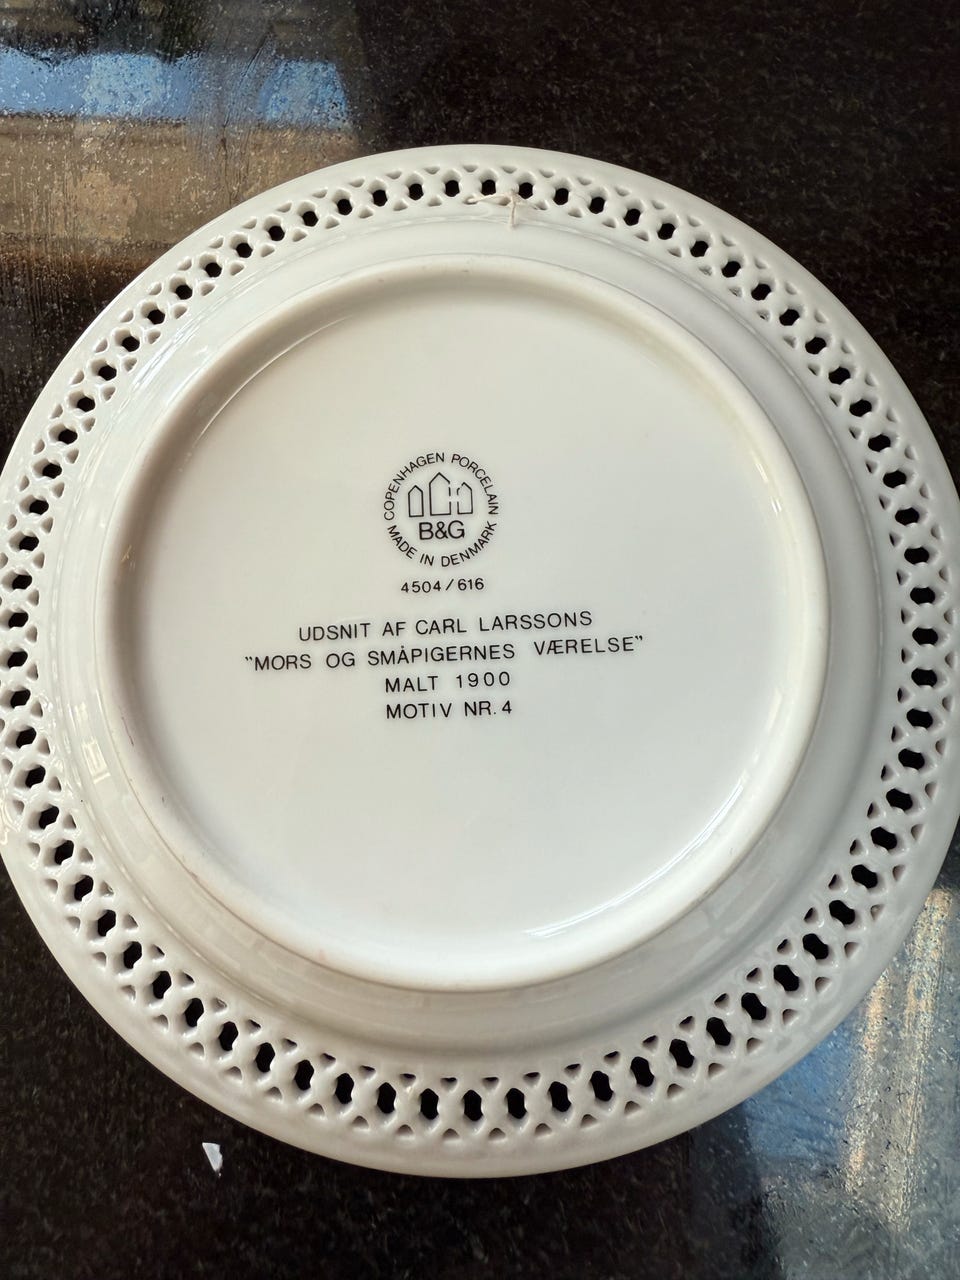 COPENHAGEN PORCELAIN
B&G
MADE IN DENMARK
4504/616
UDSNIT AF CARL LARSSONS
"MORS OG SMÅPIGERNES VÆRELSE"
MALT 1900
MOTIV NR. 4